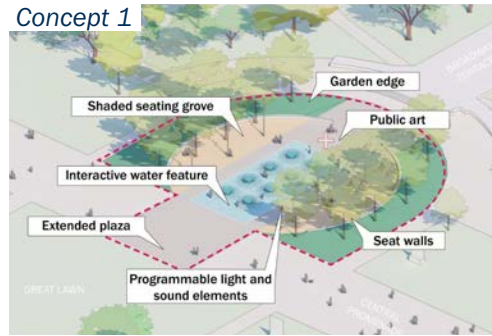 Concept 1
Garden edge
Shaded seating grove
Public art
Interactive water feature
Extended plaza
Seat walls
Programmable light and
sound elements
GREAT LAWN
CENTRAL